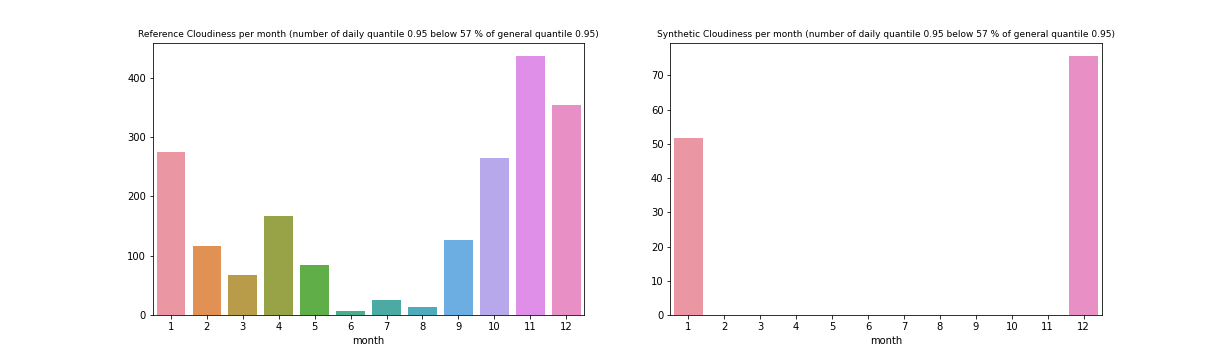 Reference Cloudiness per month (number of daily quantile 0.95 below 57 % of general quantile 0.95)
400
300
200
100
0
1 2 3 4 5 6 7 8 9 10 11 12
month
Synthetic Cloudiness per month (number of daily quantile 0.95 below 57 % of general quantile 0.95)
70
60
50
40
30
20
10
0
1 2 3 4 5 6 7 8 9 10 11 12
month